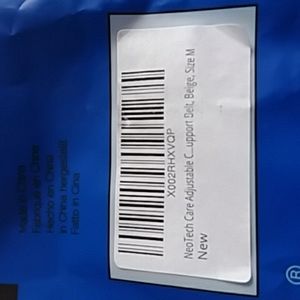 X002RHXVQP
NeoTech Care Adjustable C...upport Belt, Beige, Size M
New
Made in China
Fabriqué en Chine
Hecho en China
in China hergestellt
Fatto in Cina
®